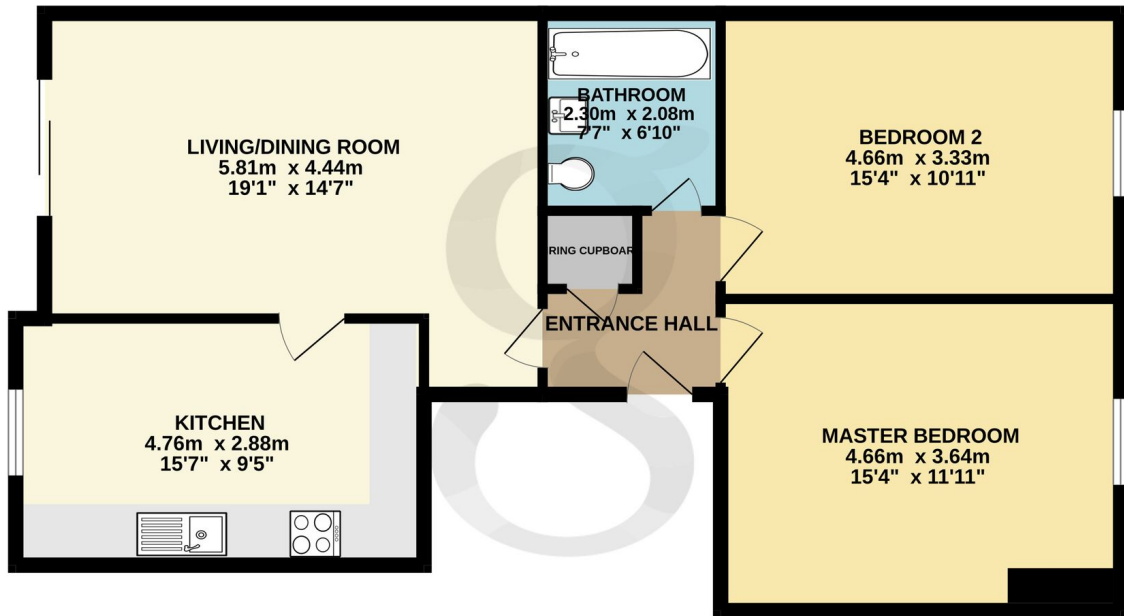 LIVING/DINING ROOM
5.81m x 4.44m
19'1" x 14'7"
BATHROOM
2.30m x 2.08m
7'7" x 6'10"
BEDROOM 2
4.66m x 3.33m
15'4" x 10'11"
RING CUPBOAR
ENTRANCE HALL
KITCHEN
4.76m x 2.88m
15'7" x 9'5"
MASTER BEDROOM
4.66m x 3.64m
15'4" x 11'11"
g